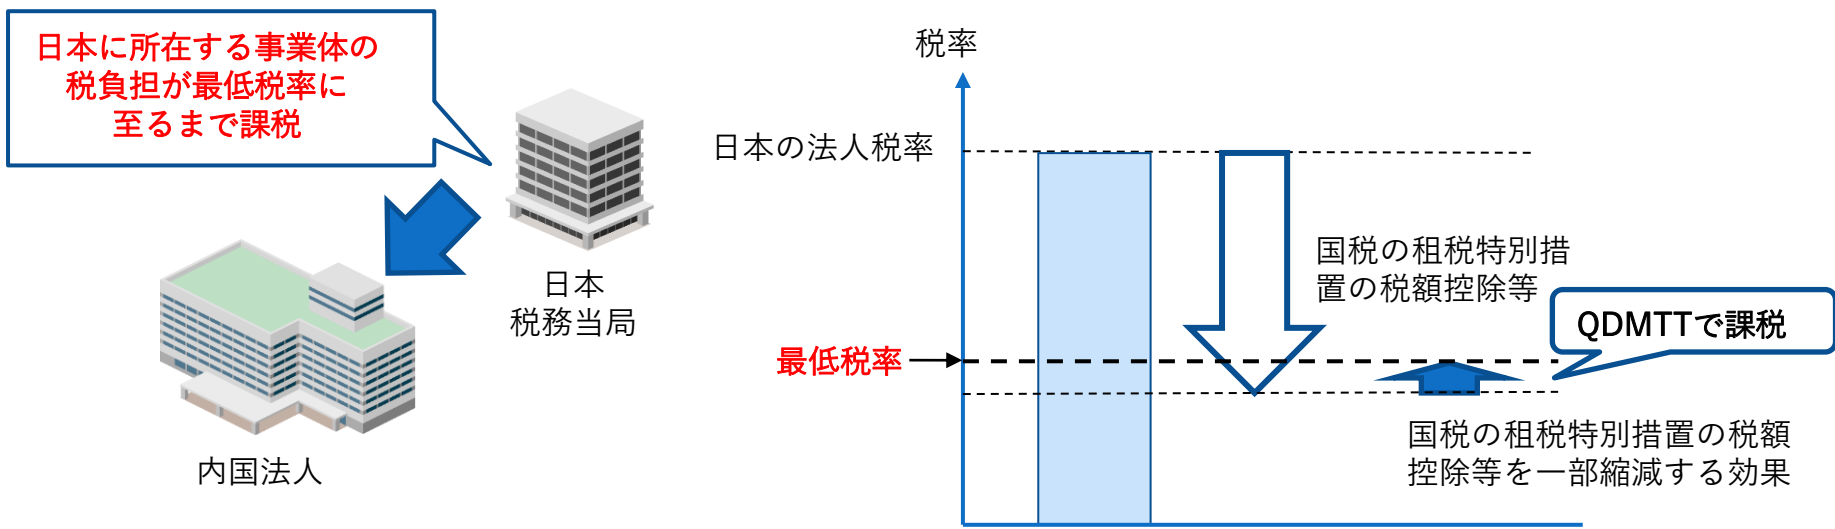 日本に所在する事業体の
税負担が最低税率に
至るまで課税
日本
税務当局
内国法人
税率
日本の法人税率
国税の租税特別措
置の税額控除等
QDMTTで課税
最低税率
国税の租税特別措置の税額
控除等を一部縮減する効果